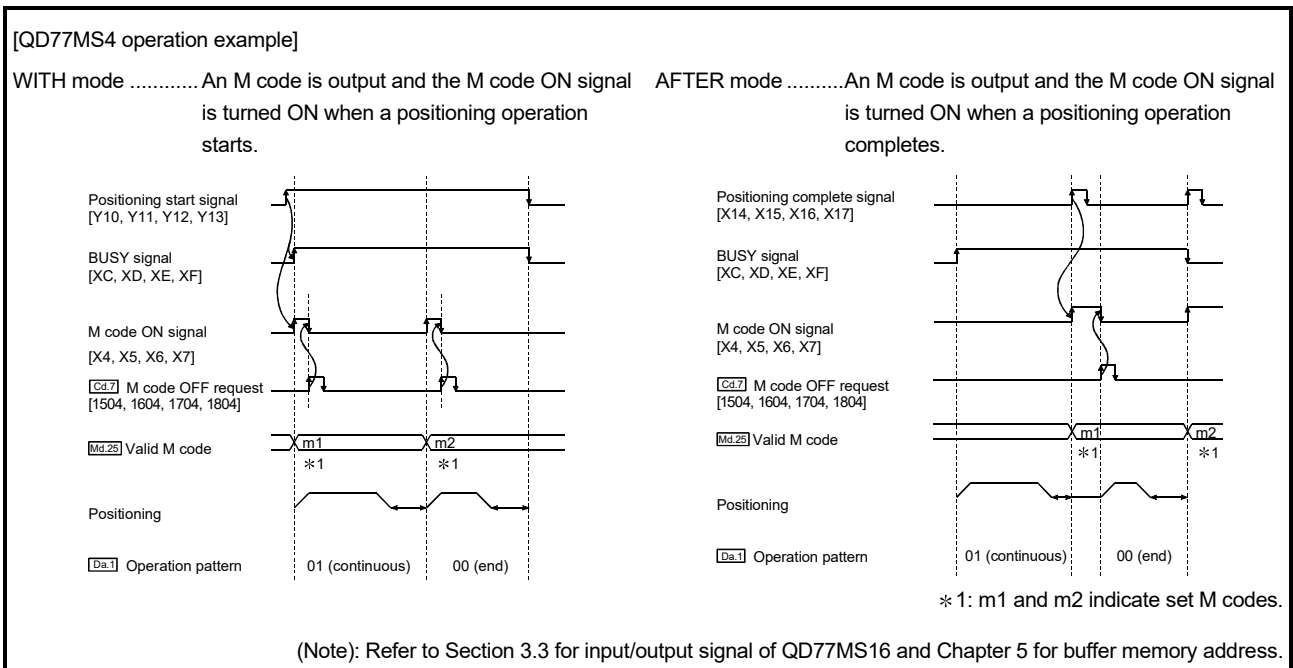 [QD77MS4 operation example]
WITH mode ............ An M code is output and the M code ON signal
is turned ON when a positioning operation
starts.
Positioning start signal
[Y10, Y11, Y12, Y13]
BUSY signal
[XC, XD, XE, XF]
M code ON signal
[X4, X5, X6, X7]
Cd.7 M code OFF request
[1504, 1604, 1704, 1804]
Md.25 Valid M code
m1 m2
*1 *1
Positioning
Da.1 Operation pattern 01 (continuous) 00 (end)
AFTER mode ..........An M code is output and the M code ON signal
is turned ON when a positioning operation
completes.
Positioning complete signal
[X14, X15, X16, X17]
BUSY signal
[XC, XD, XE, XF]
M code ON signal
[X4, X5, X6, X7]
Cd.7 M code OFF request
[1504, 1604, 1704, 1804]
Md.25 Valid M code
m1 m2
*1 *1
Positioning
Da.1 Operation pattern 01 (continuous) 00 (end)
*1: m1 and m2 indicate set M codes.
(Note): Refer to Section 3.3 for input/output signal of QD77MS16 and Chapter 5 for buffer memory address.